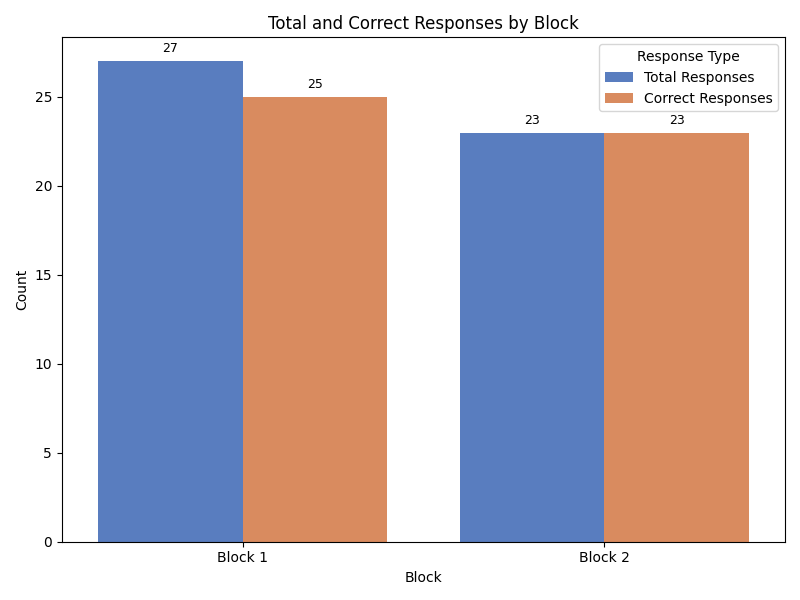 Total and Correct Responses by Block
27
25
23
23
Response Type
Total Responses
Correct Responses
25
20
15
10
5
0
Count
Block 1
Block 2
Block